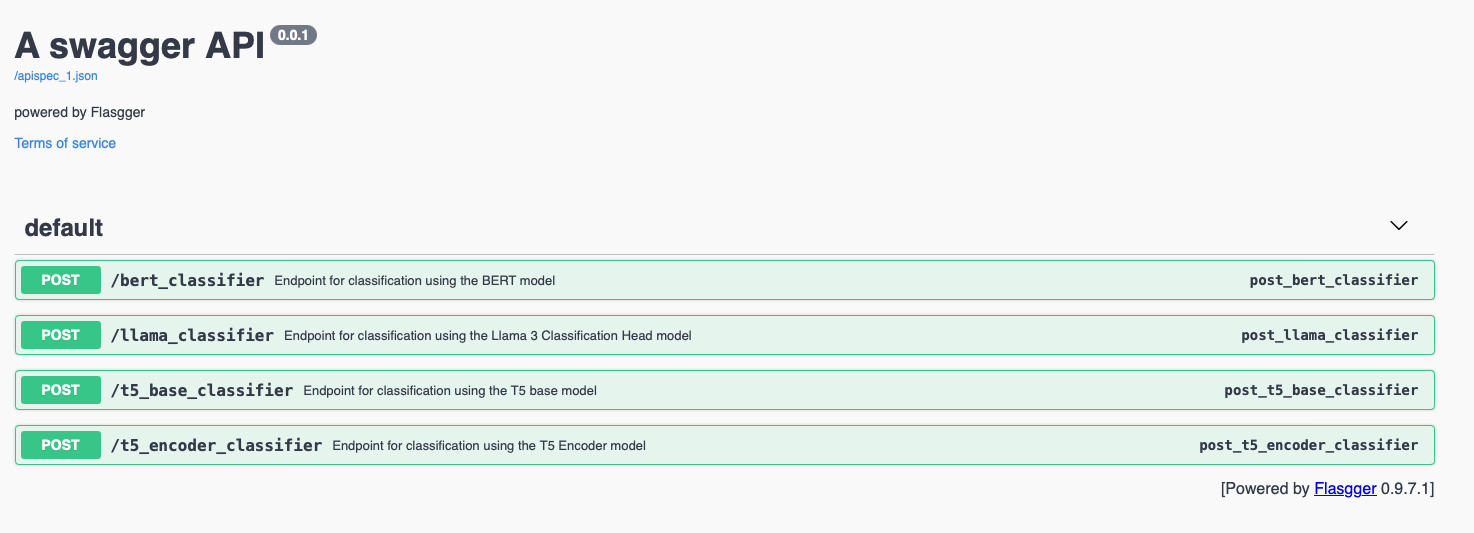 A swagger API 0.0.1
/apispec_1.json
powered by Flasgger
Terms of service
default
POST /bert_classifier Endpoint for classification using the BERT model post_bert_classifier
POST /llama_classifier Endpoint for classification using the Llama 3 Classification Head model post_llama_classifier
POST /t5_base_classifier Endpoint for classification using the T5 base model post_t5_base_classifier
POST /t5_encoder_classifier Endpoint for classification using the T5 Encoder model post_t5_encoder_classifier
[Powered by Flasgger 0.9.7.1]